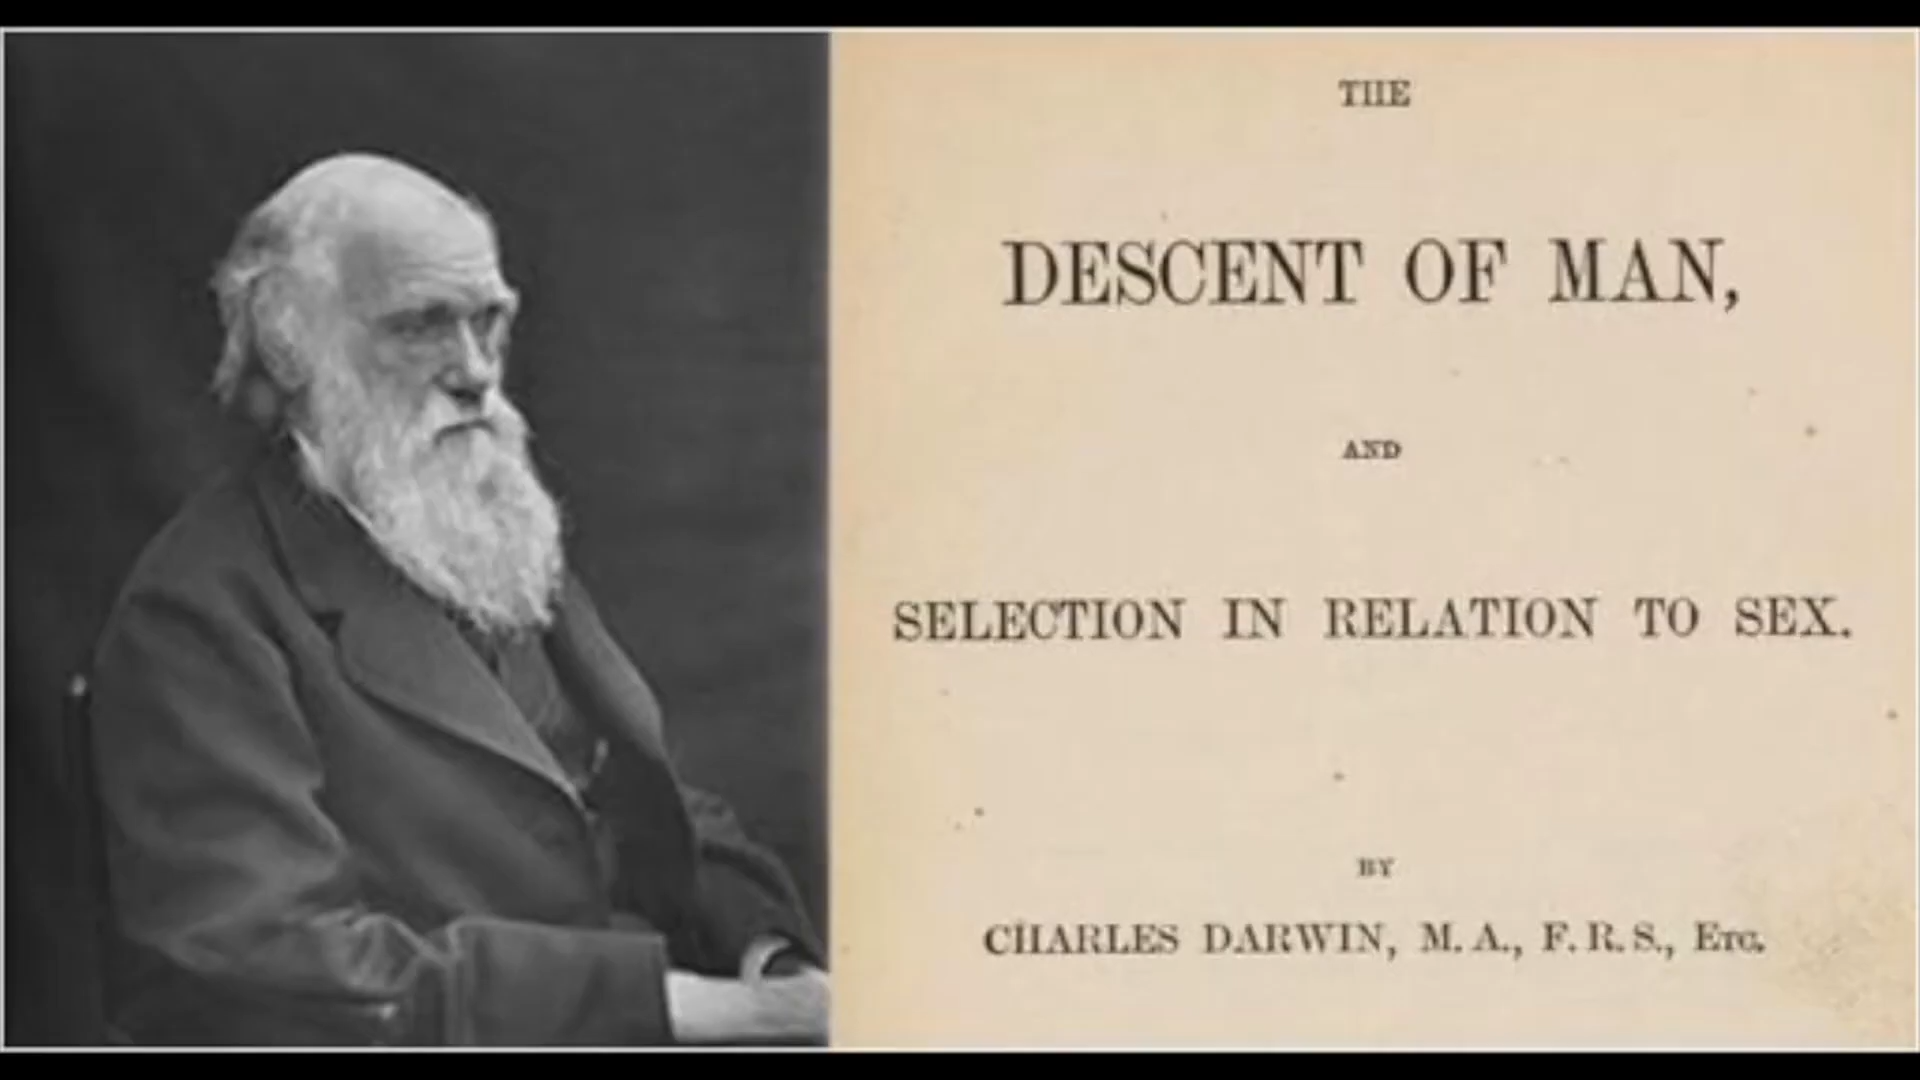 THE
DESCENT OF MAN,
AND
SELECTION IN RELATION TO SEX.
BY
CHARLES DARWIN, M.A., F.R.S., ETC.